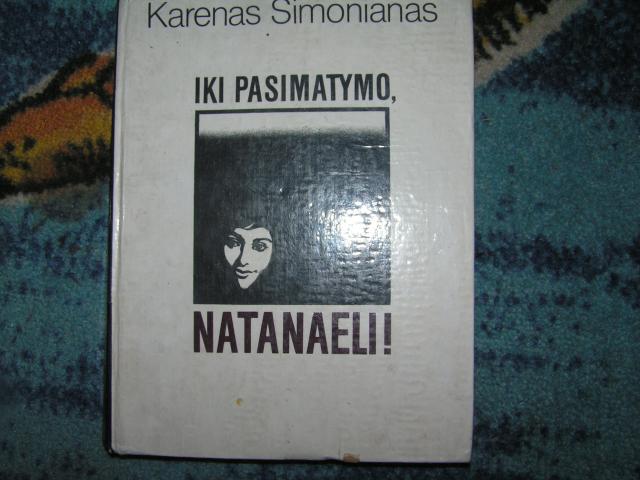 Karenas Simonianas
IKI PASIMATYMO,
NATANAELI!